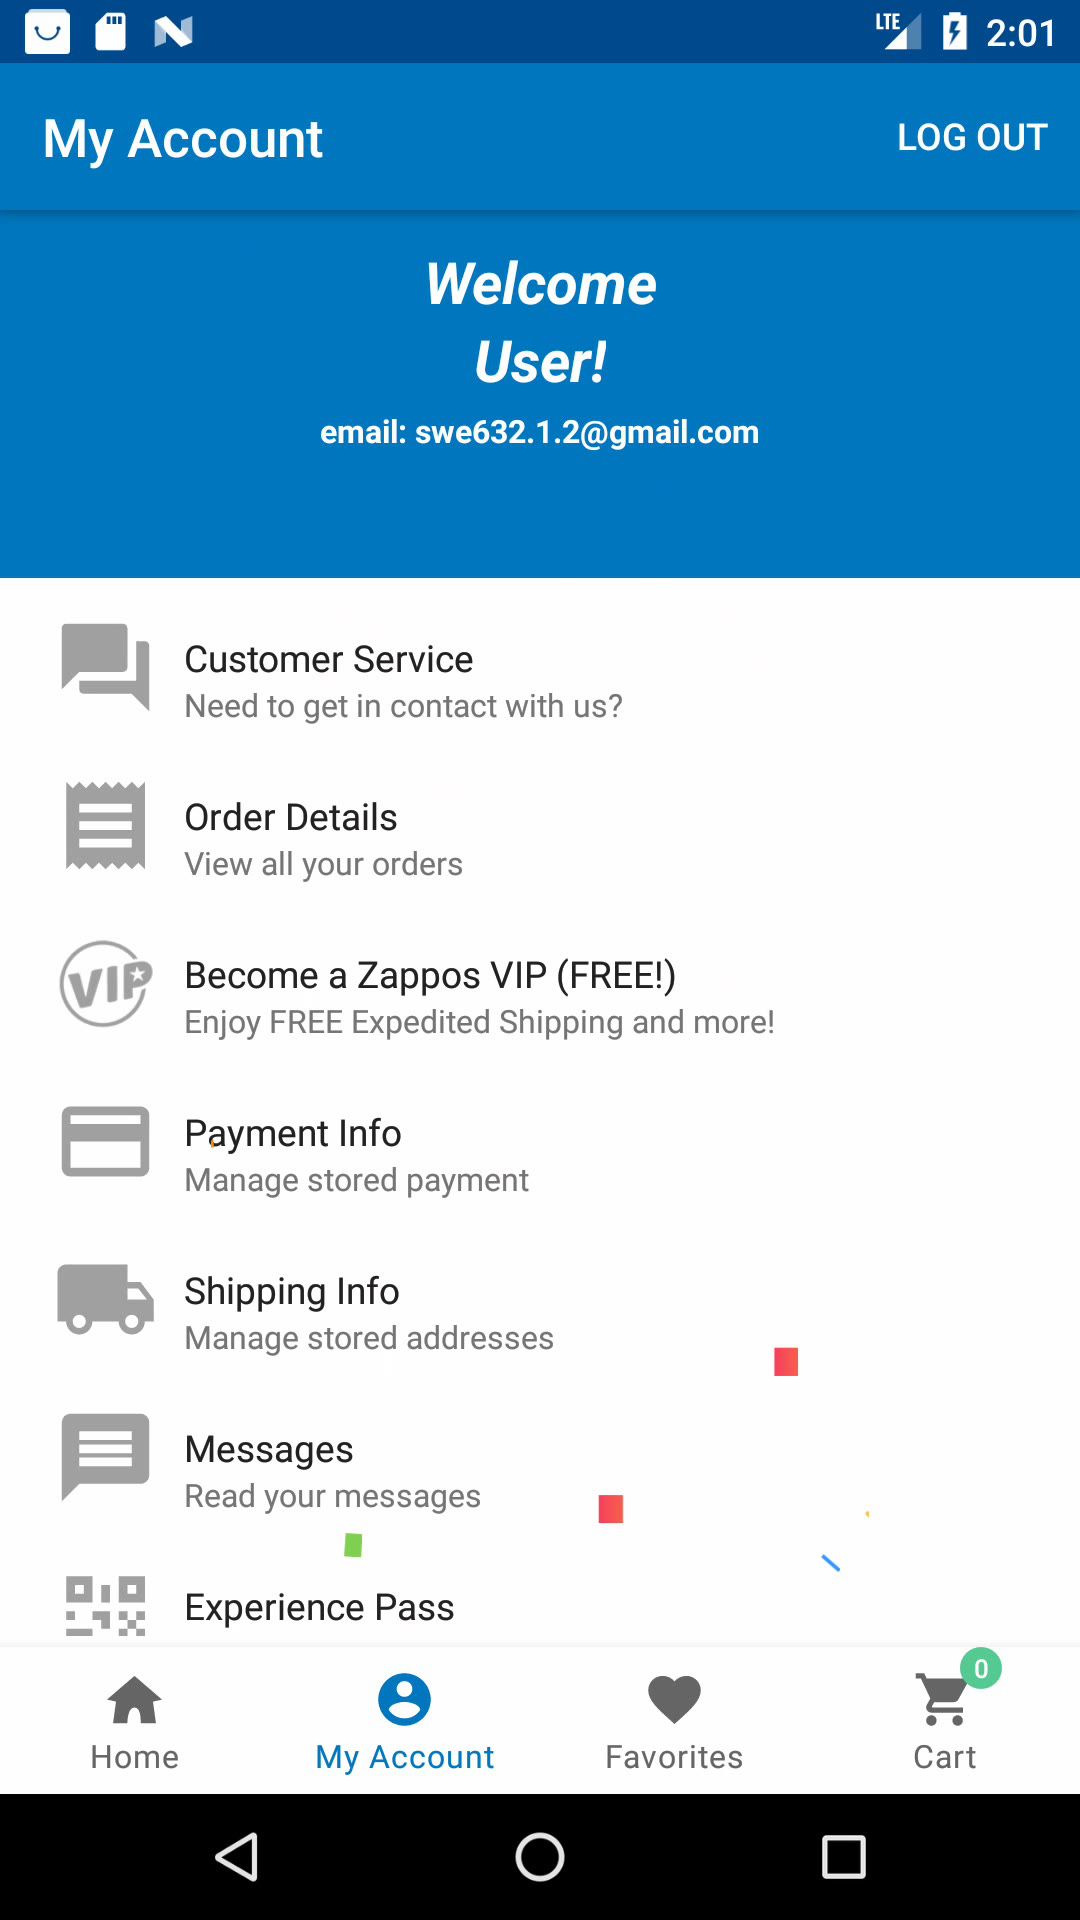 LTE 2:01
My Account LOG OUT
Welcome
User!
email: swe632.1.2@gmail.com
Customer Service
Need to get in contact with us?
Order Details
View all your orders
VIP
Become a Zappos VIP (FREE!)
Enjoy FREE Expedited Shipping and more!
Payment Info
Manage stored payment
Shipping Info
Manage stored addresses
Messages
Read your messages
Experience Pass
0
Home My Account Favorites Cart